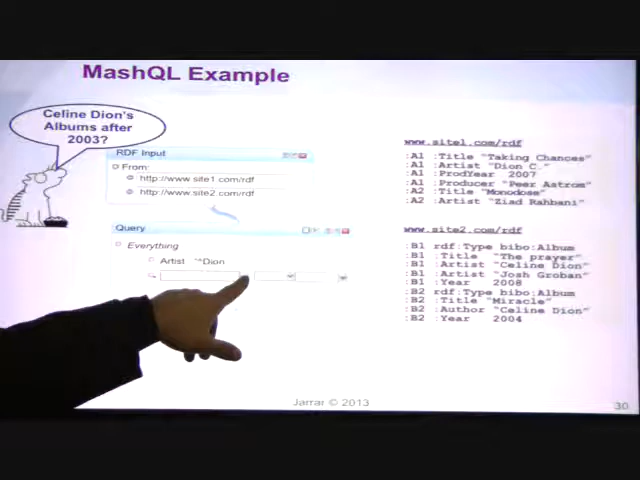 MashQL Example
Celine Dion's
Albums after
2003?
RDF Input
From:
http://www.site1.com/rdf
http://www.site2.com/rdf
Query
Everything
Artist "^Dion
www.site1.com/rdf
:A1 :Title "Taking Chances"
:A1 :Artist "Dion C."
:A1 :ProdYear 2007
:A1 :Producer "Peer Astrom"
:A2 :Title "Monodose"
:A2 :Artist "Ziad Rahbani"
www.site2.com/rdf
:B1 rdf:Type bibo:Album
:B1 :Title "The prayer"
:B1 :Artist "Celine Dion"
:B1 :Artist "Josh Groban"
:B1 :Year 2008
:B2 rdf:Type bibo:Album
:B2 :Title "Miracle"
:B2 :Author "Celine Dion"
:B2 :Year 2004
Jarrar © 2013
30